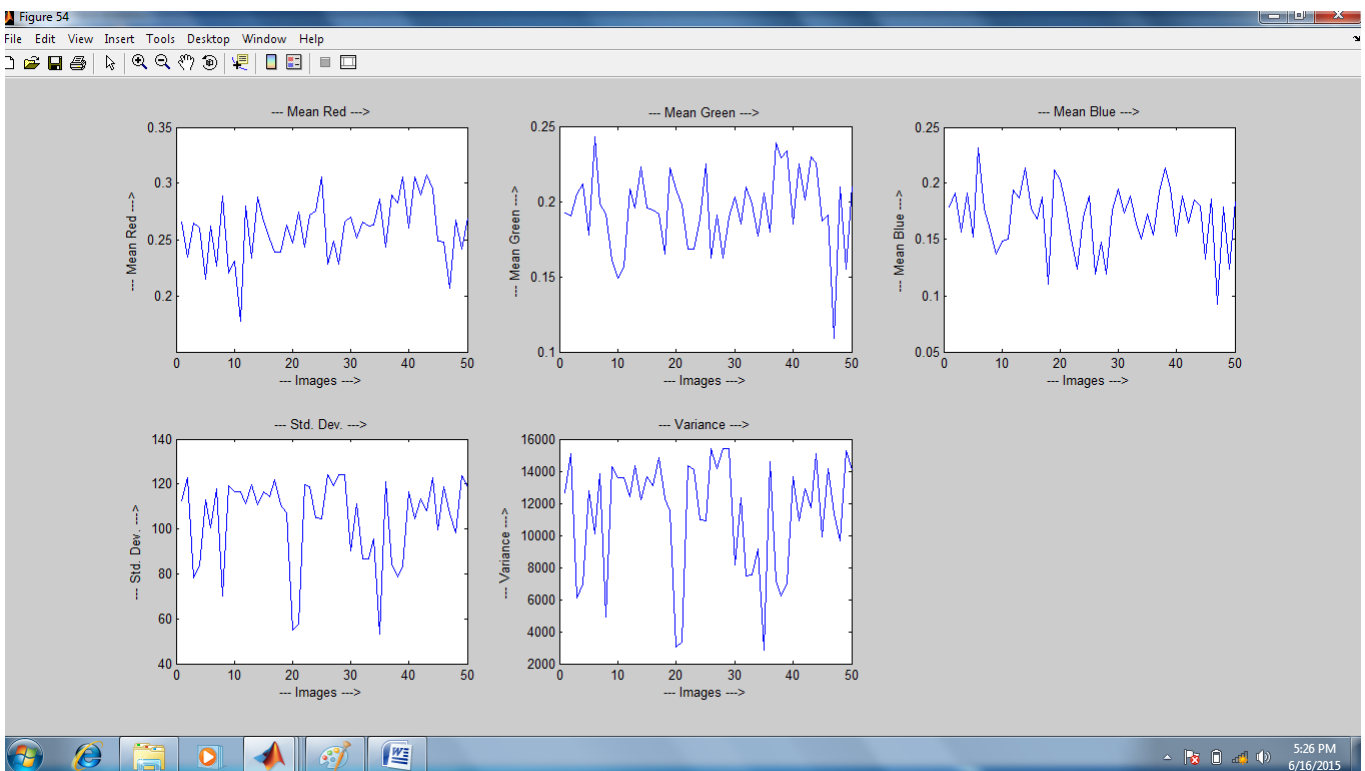 Figure 54
File Edit View Insert Tools Desktop Window Help
--- Mean Red --->
--- Mean Red --->
0.35
0.3
0.25
0.2
0 10 20 30 40 50
--- Images --->
--- Mean Green --->
--- Mean Green --->
0.25
0.2
0.15
0.1
0 10 20 30 40 50
--- Images --->
--- Mean Blue --->
--- Mean Blue --->
0.25
0.2
0.15
0.1
0.05
0 10 20 30 40 50
--- Images --->
--- Std. Dev. --->
--- Std. Dev. --->
140
120
100
80
60
40
0 10 20 30 40 50
--- Images --->
--- Variance --->
--- Variance --->
16000
14000
12000
10000
8000
6000
4000
2000
0 10 20 30 40 50
--- Images --->
5:26 PM
6/16/2015